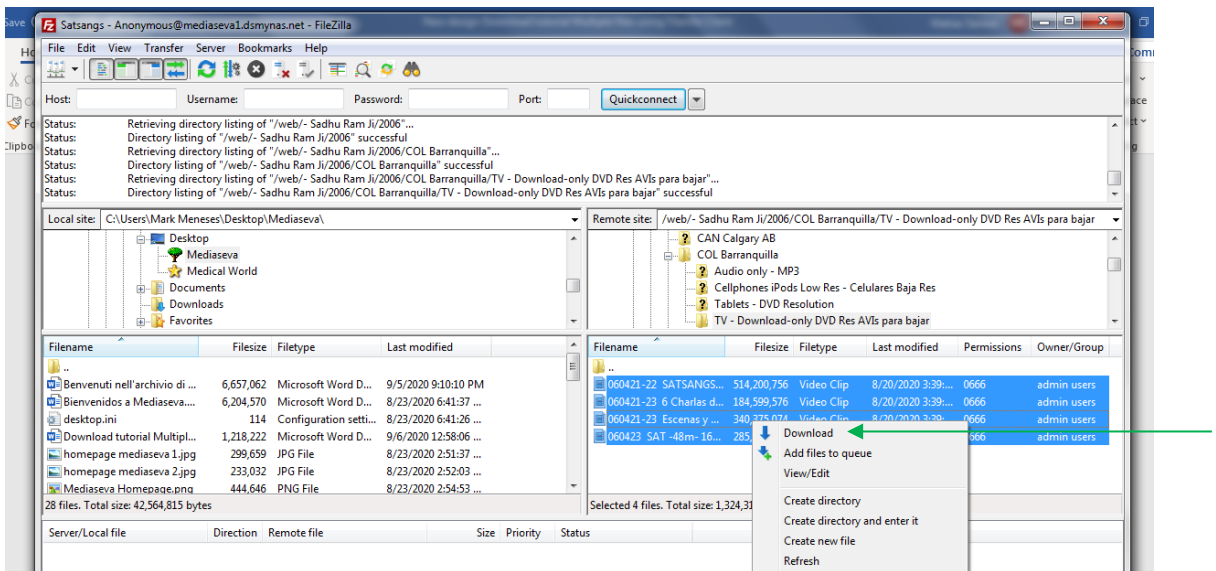 Save
Satsangs - Anonymous@mediaseva1.dsmynas.net - FileZilla
File Edit View Transfer Server Bookmarks Help
Host: Username: Password: Port: Quickconnect
Status: Retrieving directory listing of "/web/- Sadhu Ram Ji/2006"...
Status: Directory listing of "/web/- Sadhu Ram Ji/2006" successful
Status: Retrieving directory listing of "/web/- Sadhu Ram Ji/2006/COL Barranquilla"...
Status: Directory listing of "/web/- Sadhu Ram Ji/2006/COL Barranquilla" successful
Status: Retrieving directory listing of "/web/- Sadhu Ram Ji/2006/COL Barranquilla/TV - Download-only DVD Res AVIs para bajar"...
Status: Directory listing of "/web/- Sadhu Ram Ji/2006/COL Barranquilla/TV - Download-only DVD Res AVIs para bajar" successful
Local site: C:\Users\Mark Meneses\Desktop\Mediaseva\
Desktop
Mediaseva
Medical World
Documents
Downloads
Favorites
Remote site: /web/- Sadhu Ram Ji/2006/COL Barranquilla/TV - Download-only DVD Res AVIs para bajar
CAN Calgary AB
COL Barranquilla
Audio only - MP3
Cellphones iPods Low Res - Celulares Baja Res
Tablets - DVD Resolution
TV - Download-only DVD Res AVIs para bajar
Filename Filesize Filetype Last modified
..
Benvenuti nell'archivio di ... 6,657,062 Microsoft Word D... 9/5/2020 9:10:10 PM
Bienvenidos a Mediaseva.... 6,204,570 Microsoft Word D... 8/23/2020 6:41:37 ...
desktop.ini 114 Configuration setti... 8/23/2020 6:41:26 ...
Download tutorial Multipl... 1,218,222 Microsoft Word D... 9/6/2020 12:58:06 ...
homepage mediaseva 1.jpg 299,659 JPG File 8/23/2020 2:51:37 ...
homepage mediaseva 2.jpg 233,032 JPG File 8/23/2020 2:52:03 ...
Mediaseva Homepage.png 444,646 PNG File 8/23/2020 2:54:53 ...
28 files. Total size: 42,564,815 bytes
Filename Filesize Filetype Last modified Permissions Owner/Group
..
060421-22 SATSANGS... 514,200,756 Video Clip 8/20/2020 3:39:... 0666 admin users
060421-23 6 Charlas d... 184,599,576 Video Clip 8/20/2020 3:39:... 0666 admin users
060421-23 Escenas y ... 340,375,074 Video Clip 8/20/2020 3:39:... 0666 admin users
060423 SAT -48m- 16... 285, 0666 admin users
Selected 4 files. Total size: 1,324,31
Download
Add files to queue
View/Edit
Create directory
Create directory and enter it
Create new file
Refresh
Server/Local file Direction Remote file Size Priority Status